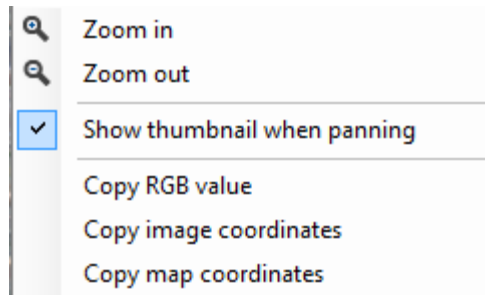 Zoom in
Zoom out
Show thumbnail when panning
Copy RGB value
Copy image coordinates
Copy map coordinates